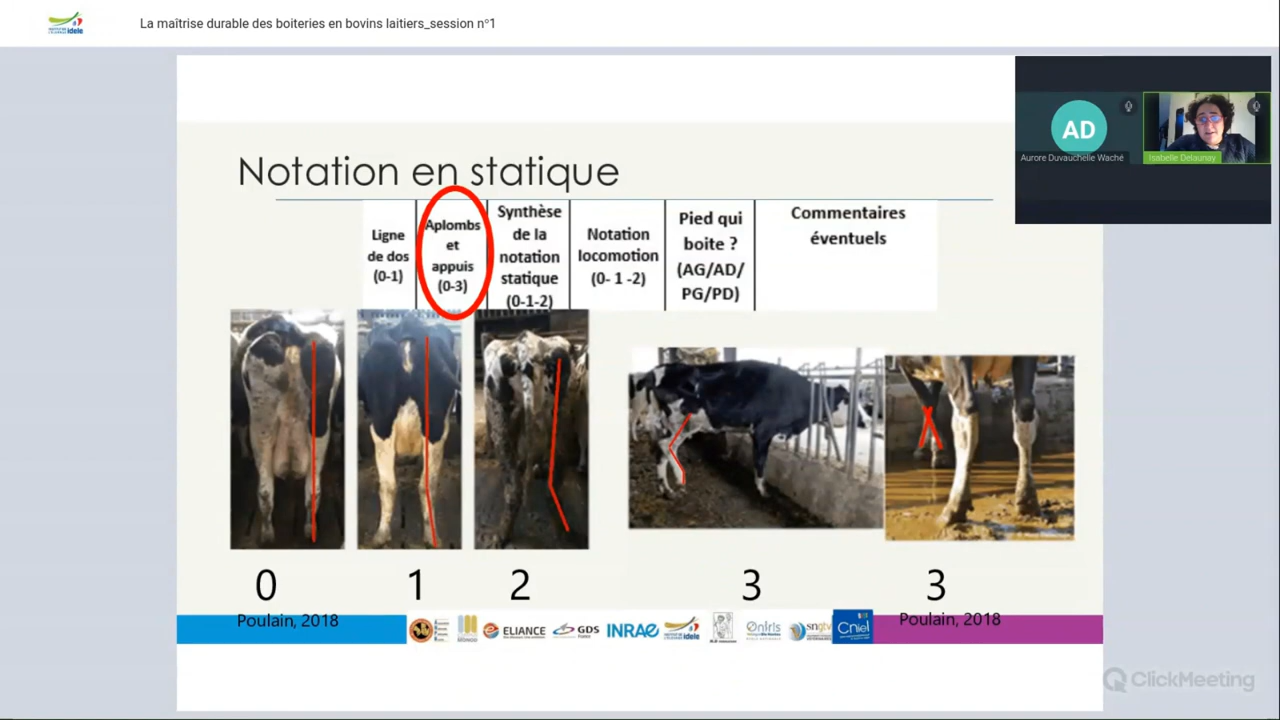 La maîtrise durable des boiteries en bovins laitiers_session n°1
AD
Aurore Duvauchelle Waché
Isabelle Delaunay
Notation en statique
Ligne
de dos
(0-1)
Aplombs
et
appuis
(0-3)
Synthèse
de la
notation
statique
(0-1-2)
Notation
locomotion
(0- 1 -2)
Pied qui
boite ?
(AG/AD/
PG/PD)
Commentaires
éventuels
0
1
2
3
3
Poulain, 2018
Poulain, 2018
ELIANCE
GDS
France
INRAE
idele
Oniris
sngtv
Cniel
ClickMeeting